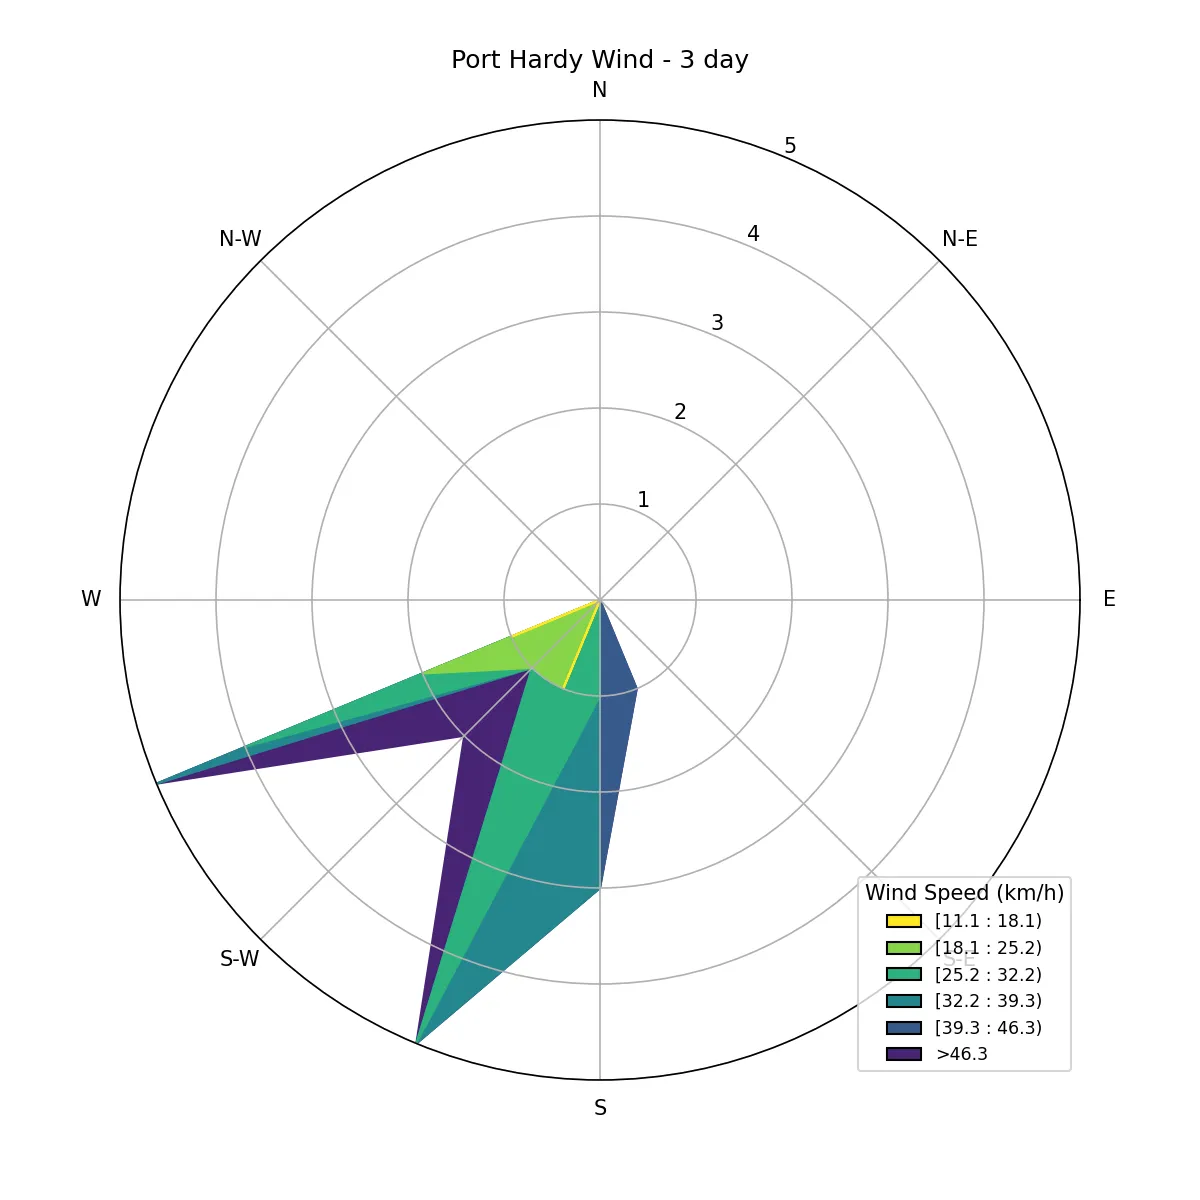 Port Hardy Wind - 3 day
N
5
N-W
4
N-E
3
2
1
W
E
Wind Speed (km/h)
[11.1 : 18.1)
[18.1 : 25.2)
S-W
S-E
[25.2 : 32.2)
[32.2 : 39.3)
[39.3 : 46.3)
>46.3
S